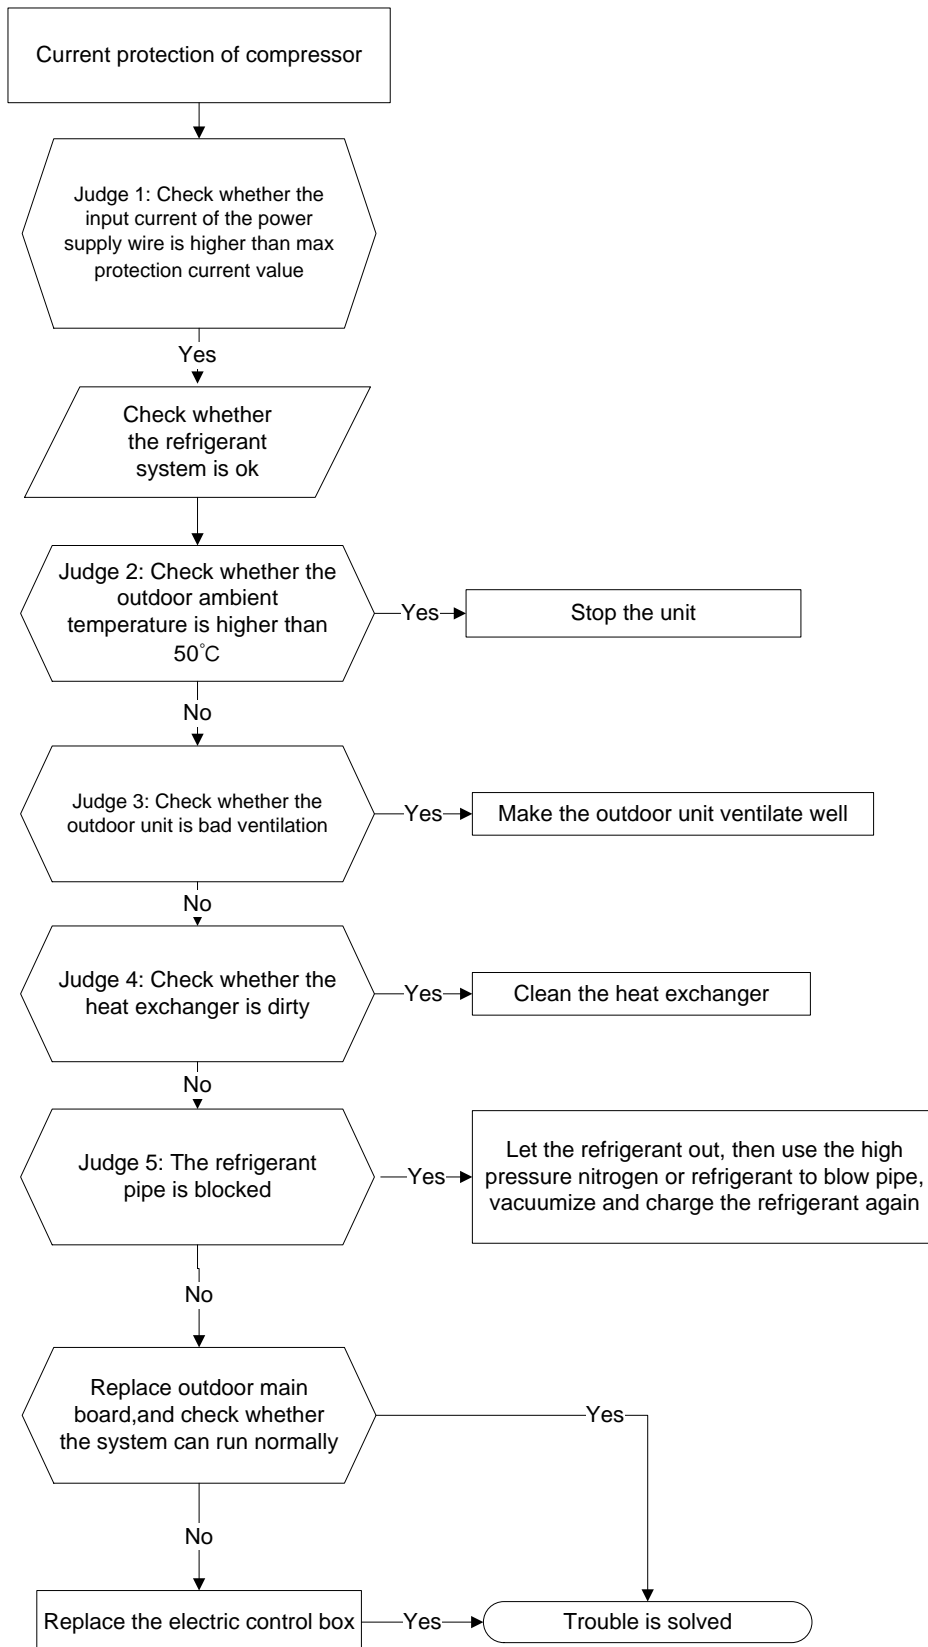 Current protection of compressor
Judge 1: Check whether the
input current of the power
supply wire is higher than max
protection current value
Yes
Check whether
the refrigerant
system is ok
Judge 2: Check whether the
outdoor ambient
temperature is higher than
50℃
Yes
Stop the unit
No
Judge 3: Check whether the
outdoor unit is bad ventilation
Yes
Make the outdoor unit ventilate well
No
Judge 4: Check whether the
heat exchanger is dirty
Yes
Clean the heat exchanger
No
Judge 5: The refrigerant
pipe is blocked
Yes
Let the refrigerant out, then use the high
pressure nitrogen or refrigerant to blow pipe,
vacuumize and charge the refrigerant again
No
Replace outdoor main
board,and check whether
the system can run normally
Yes
No
Replace the electric control box
Yes
Trouble is solved